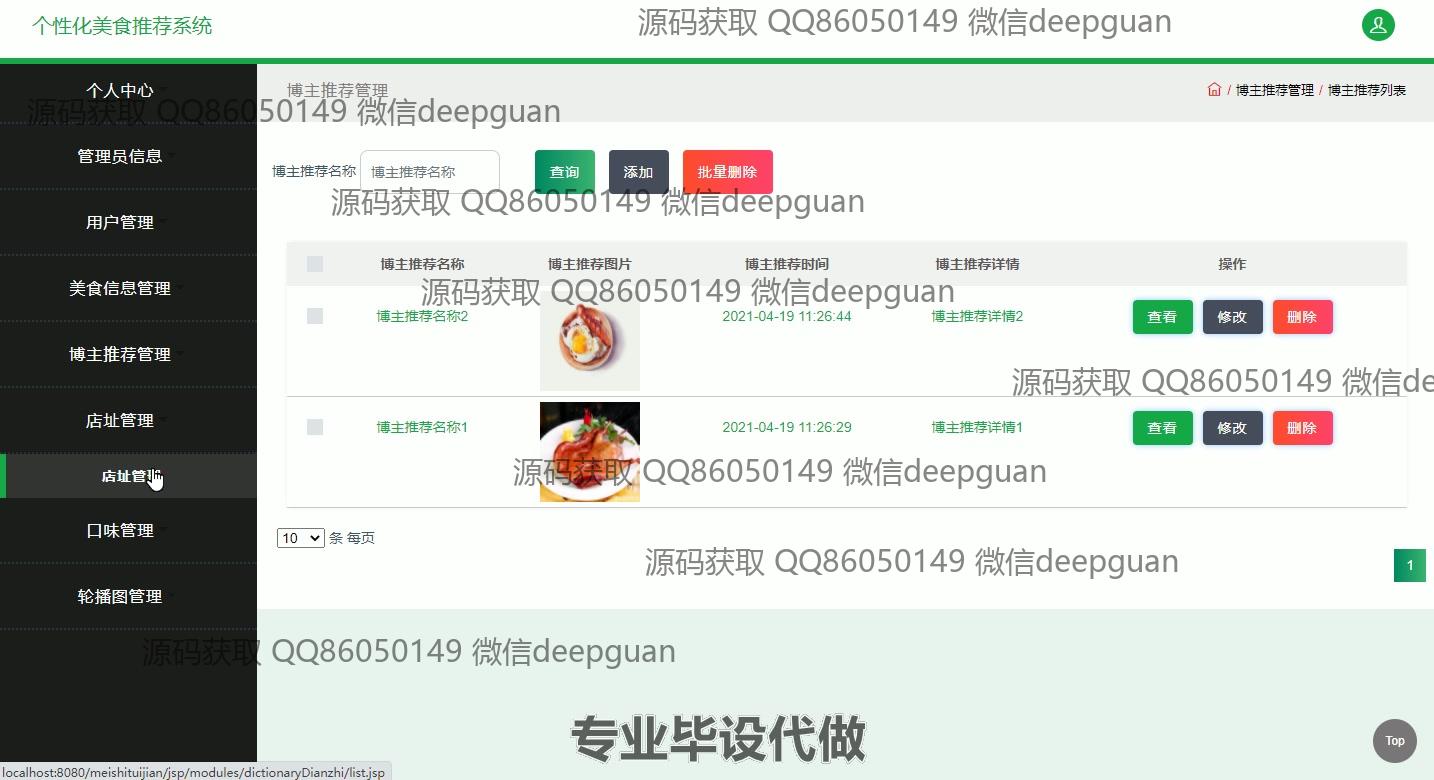 个性化美食推荐系统
源码获取 QQ86050149 微信deepguan
个人中心
博主推荐管理
/ 博主推荐管理 / 博主推荐列表
源码获取 QQ86050149 微信deepguan
管理员信息
博主推荐名称 博主推荐名称 查询 添加 批量删除
源码获取 QQ86050149 微信deepguan
用户管理
博主推荐名称 博主推荐图片 博主推荐时间 博主推荐详情 操作
美食信息管理
源码获取 QQ86050149 微信deepguan
博主推荐名称2 2021-04-19 11:26:44 博主推荐详情2 查看 修改 删除
博主推荐管理
源码获取 QQ86050149 微信de
店址管理
博主推荐名称1 2021-04-19 11:26:29 博主推荐详情1 查看 修改 删除
店址管理
源码获取 QQ86050149 微信deepguan
口味管理
10 条 每页
源码获取 QQ86050149 微信deepguan
1
轮播图管理
源码获取 QQ86050149 微信deepguan
专业毕设代做
Top
localhost:8080/meishituijian/jsp/modules/dictionaryDianzhi/list.jsp